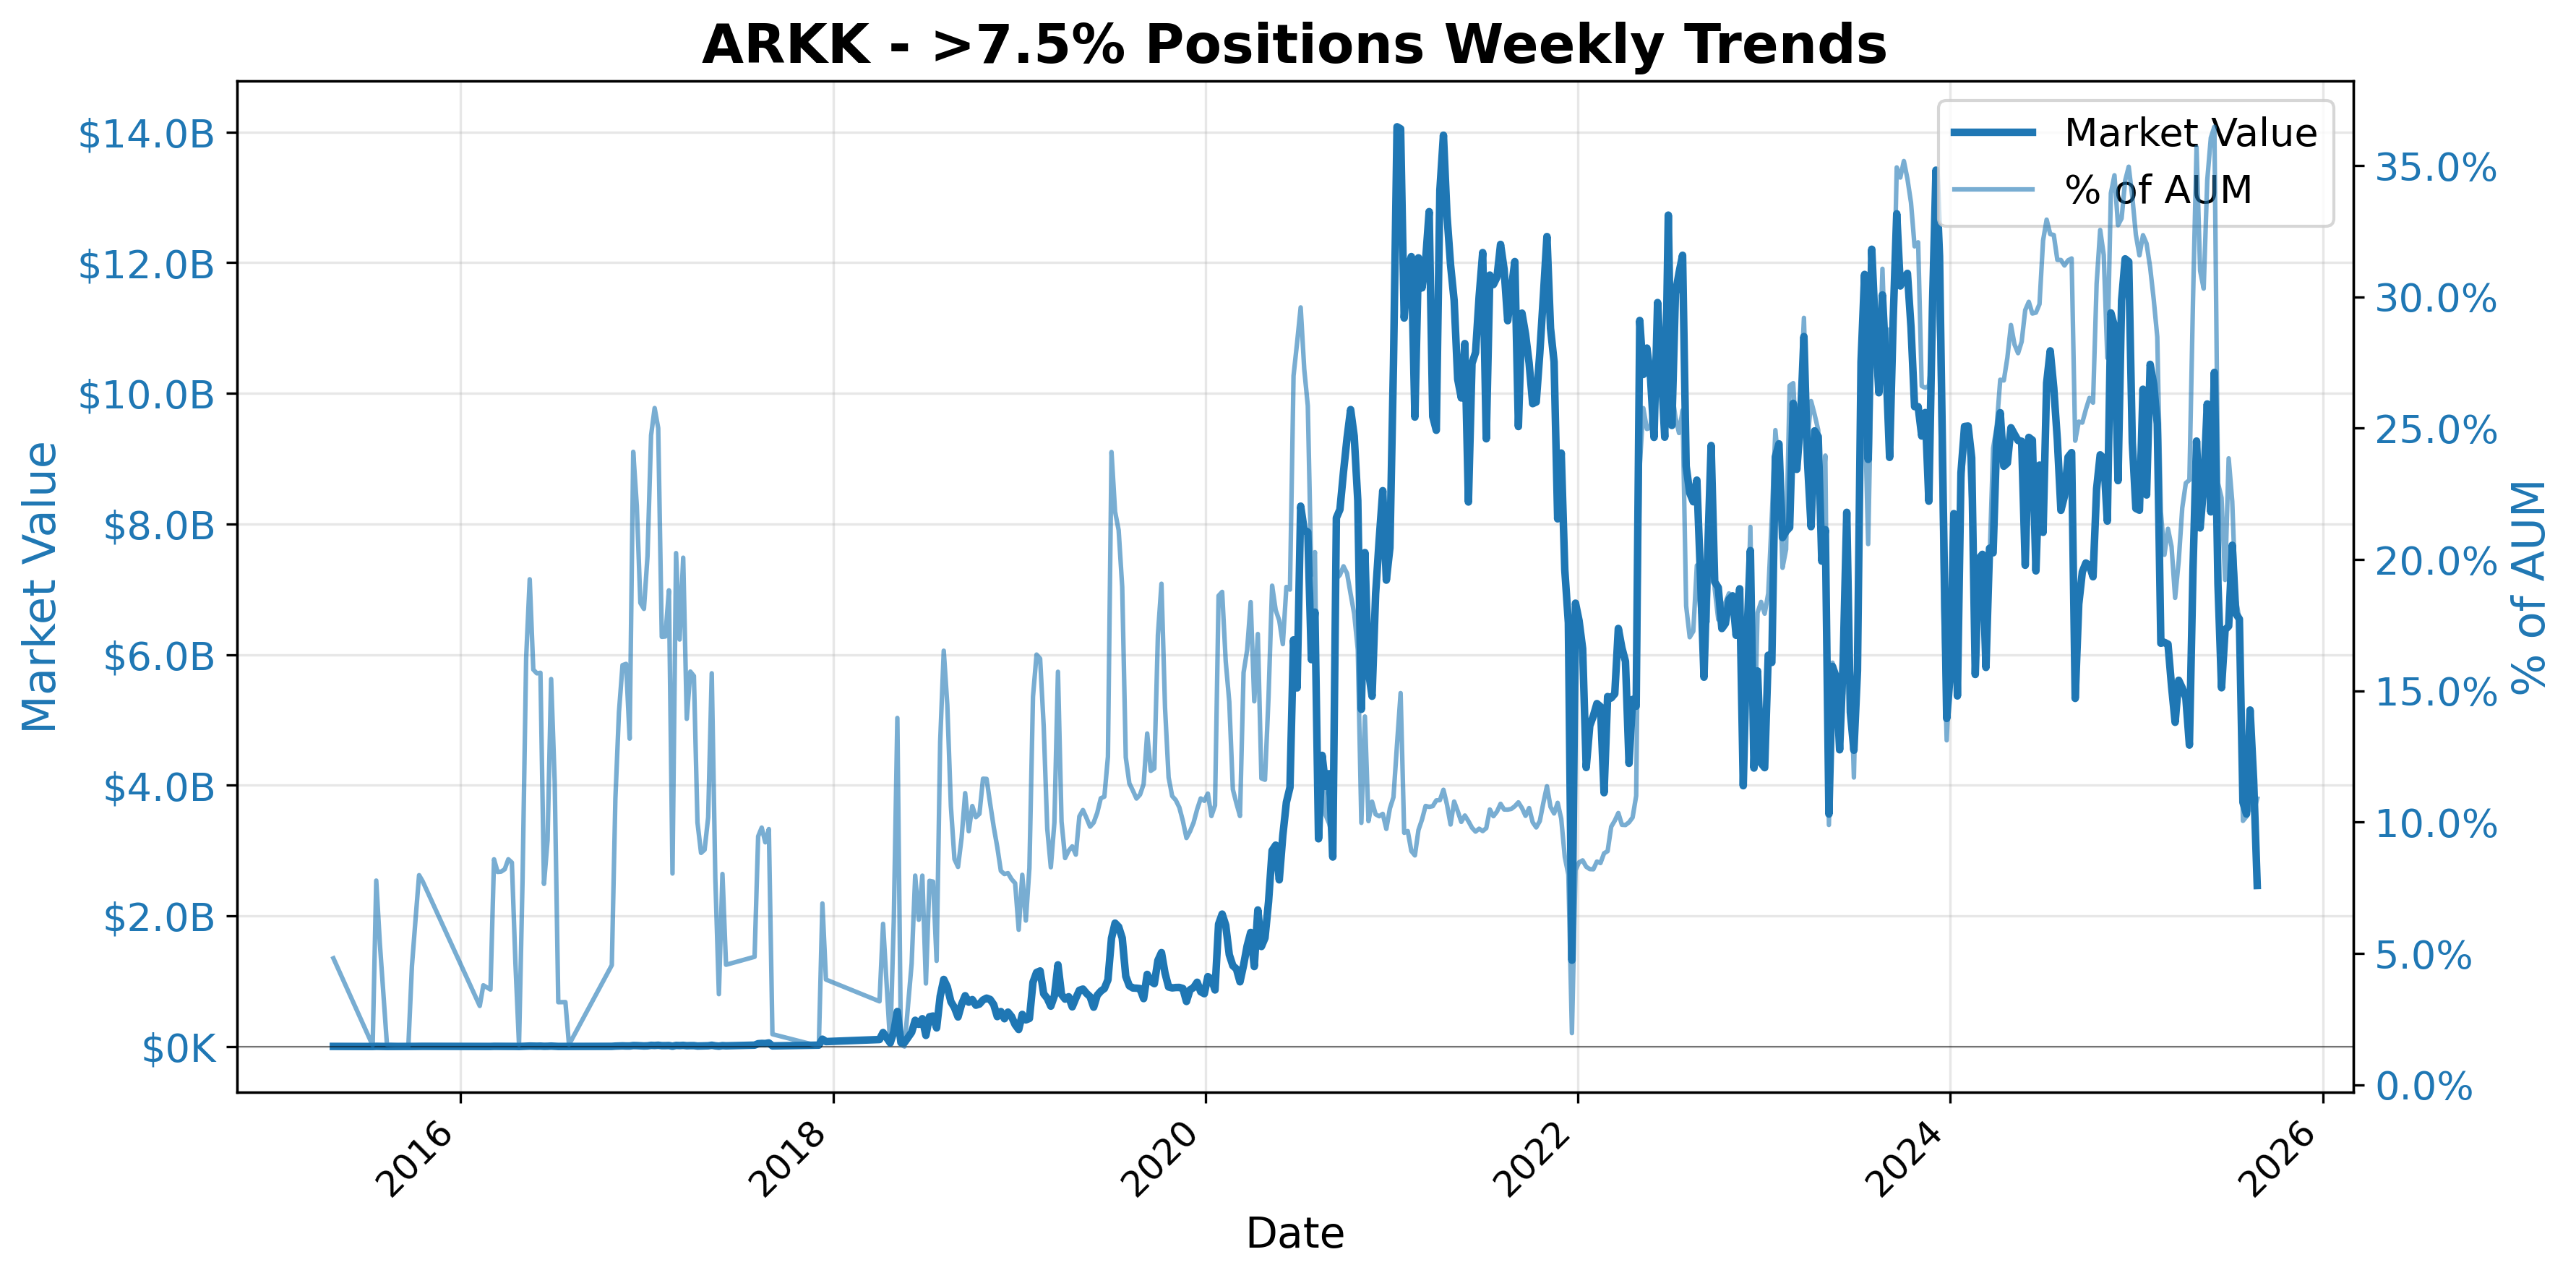 ARKK - >7.5% Positions Weekly Trends
Market Value
% of AUM
$14.0B
$12.0B
$10.0B
$8.0B
$6.0B
$4.0B
$2.0B
$0K
Market Value
35.0%
30.0%
25.0%
20.0%
15.0%
10.0%
5.0%
0.0%
% of AUM
2016
2018
2020
2022
2024
2026
Date